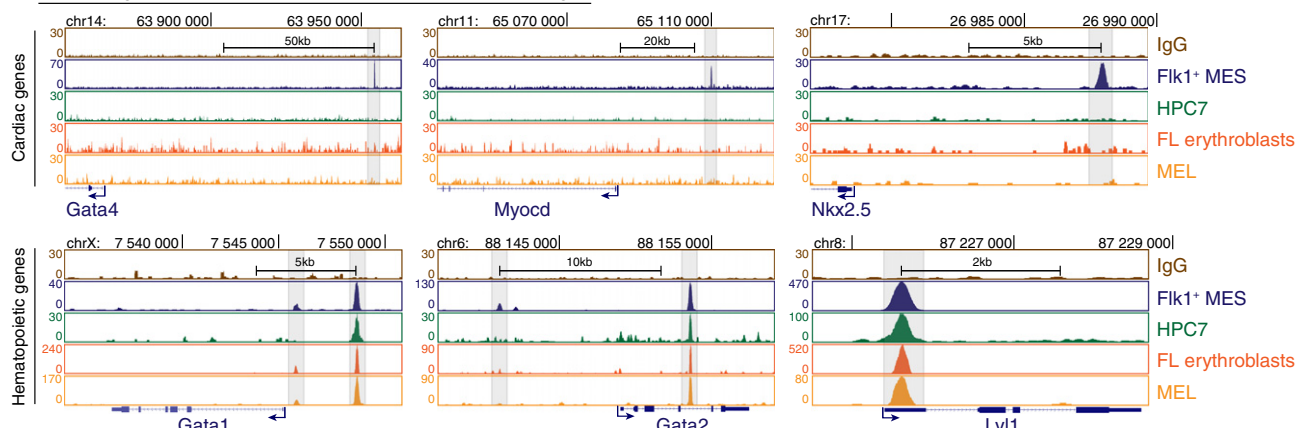 Cardiac genes
chr14: 63 900 000 63 950 000
50kb
30
0
70
0
30
0
30
0
30
0
Gata4
chr11: 65 070 000 65 110 000
20kb
30
0
40
0
30
0
30
0
30
0
Myocd
chr17: 26 985 000 26 990 000
5kb
30
0
30
0
30
0
30
0
30
0
Nkx2.5
IgG
Flk1+ MES
HPC7
FL erythroblasts
MEL
Hematopoietic genes
chrX: 7 540 000 7 545 000 7 550 000
5kb
30
0
40
0
30
0
240
0
170
0
Gata1
chr6: 88 145 000 88 155 000
10kb
30
0
130
0
30
0
90
0
90
0
Gata2
chr8: 87 227 000 87 229 000
2kb
30
0
470
0
100
0
520
0
80
0
Lyl1
IgG
Flk1+ MES
HPC7
FL erythroblasts
MEL